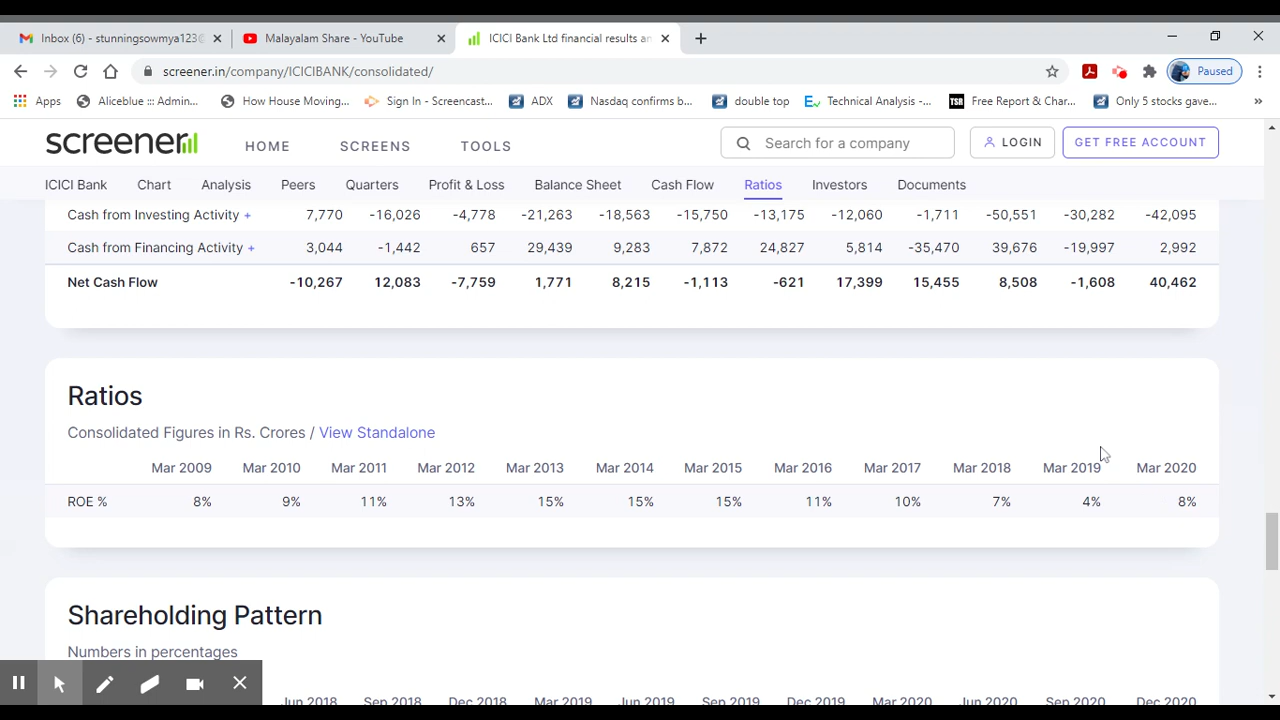 Inbox (6) - stunningsowmya123@
Malayalam Share - YouTube
ICICI Bank Ltd financial results an
screener.in/company/ICICIBANK/consolidated/
Paused
Apps
Aliceblue ::: Admin...
How House Moving...
Sign In - Screencast...
ADX
Nasdaq confirms b...
double top
Technical Analysis -...
TSR
Free Report & Char...
Only 5 stocks gave...
screener
HOME
SCREENS
TOOLS
Search for a company
LOGIN
GET FREE ACCOUNT
ICICI Bank Chart Analysis Peers Quarters Profit & Loss Balance Sheet Cash Flow Ratios Investors Documents
Cash from Investing Activity + 7,770 -16,026 -4,778 -21,263 -18,563 -15,750 -13,175 -12,060 -1,711 -50,551 -30,282 -42,095
Cash from Financing Activity + 3,044 -1,442 657 29,439 9,283 7,872 24,827 5,814 -35,470 39,676 -19,997 2,992
Net Cash Flow -10,267 12,083 -7,759 1,771 8,215 -1,113 -621 17,399 15,455 8,508 -1,608 40,462
Ratios
Consolidated Figures in Rs. Crores / View Standalone
Mar 2009 Mar 2010 Mar 2011 Mar 2012 Mar 2013 Mar 2014 Mar 2015 Mar 2016 Mar 2017 Mar 2018 Mar 2019 Mar 2020
ROE % 8% 9% 11% 13% 15% 15% 15% 11% 10% 7% 4% 8%
Shareholding Pattern
Numbers in percentages
Jun 2018 Sep 2018 Dec 2018 Mar 2019 Jun 2019 Sep 2019 Dec 2019 Mar 2020 Jun 2020 Sep 2020 Dec 2020